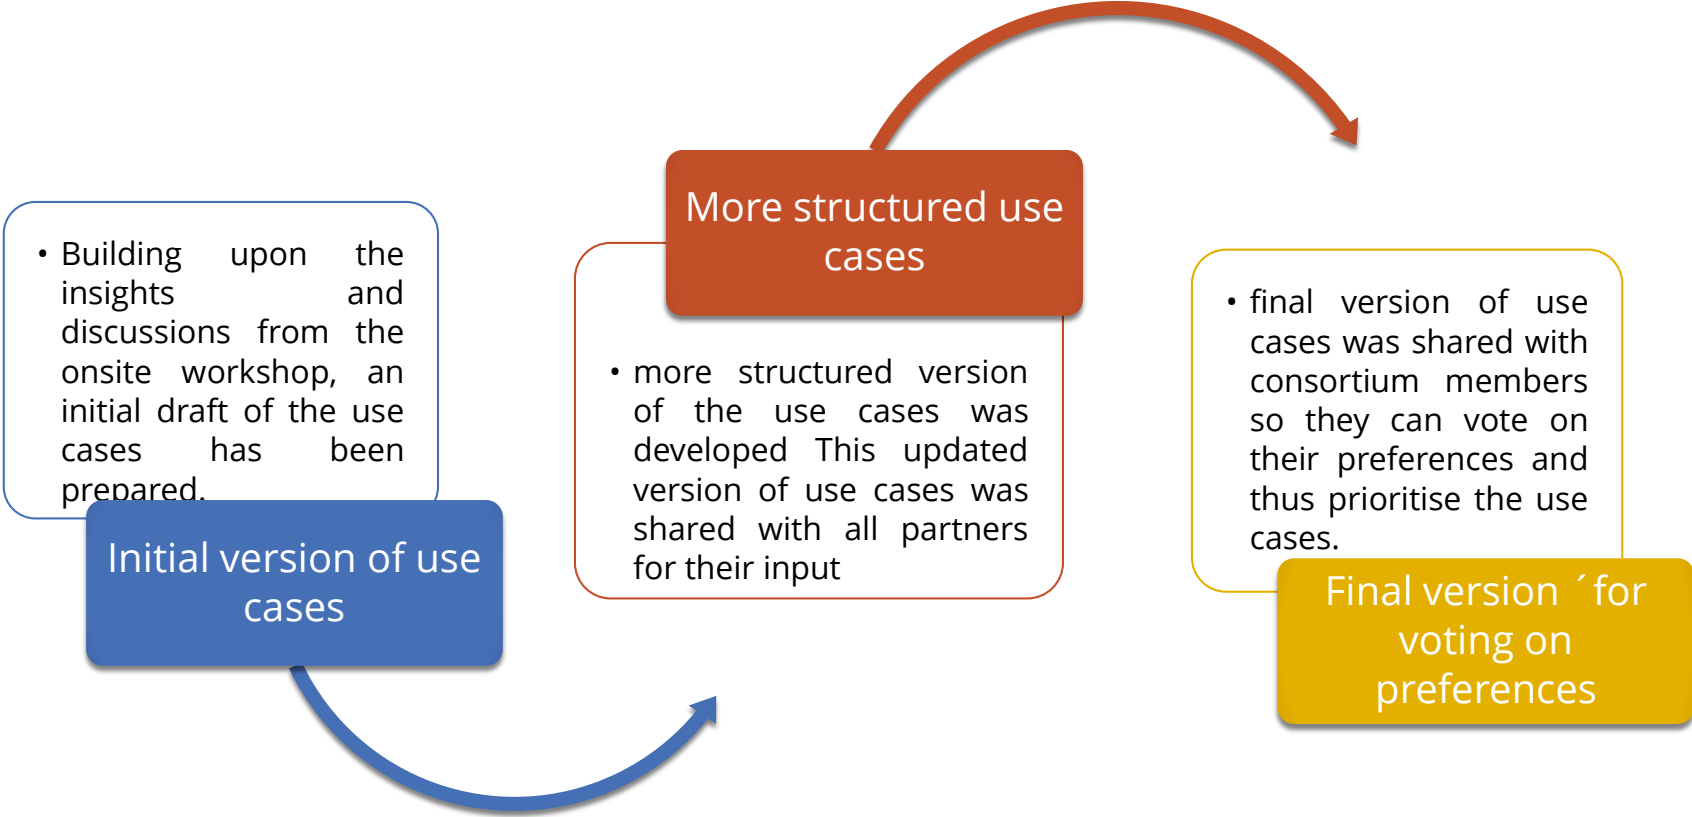 • Building upon the
insights and
discussions from the
onsite workshop, an
initial draft of the use
cases has been
prepared.
Initial version of use
cases
More structured use
cases
• more structured version
of the use cases was
developed This updated
version of use cases was
shared with all partners
for their input
• final version of use
cases was shared with
consortium members
so they can vote on
their preferences and
thus prioritise the use
cases.
Final version ´for
voting on
preferences